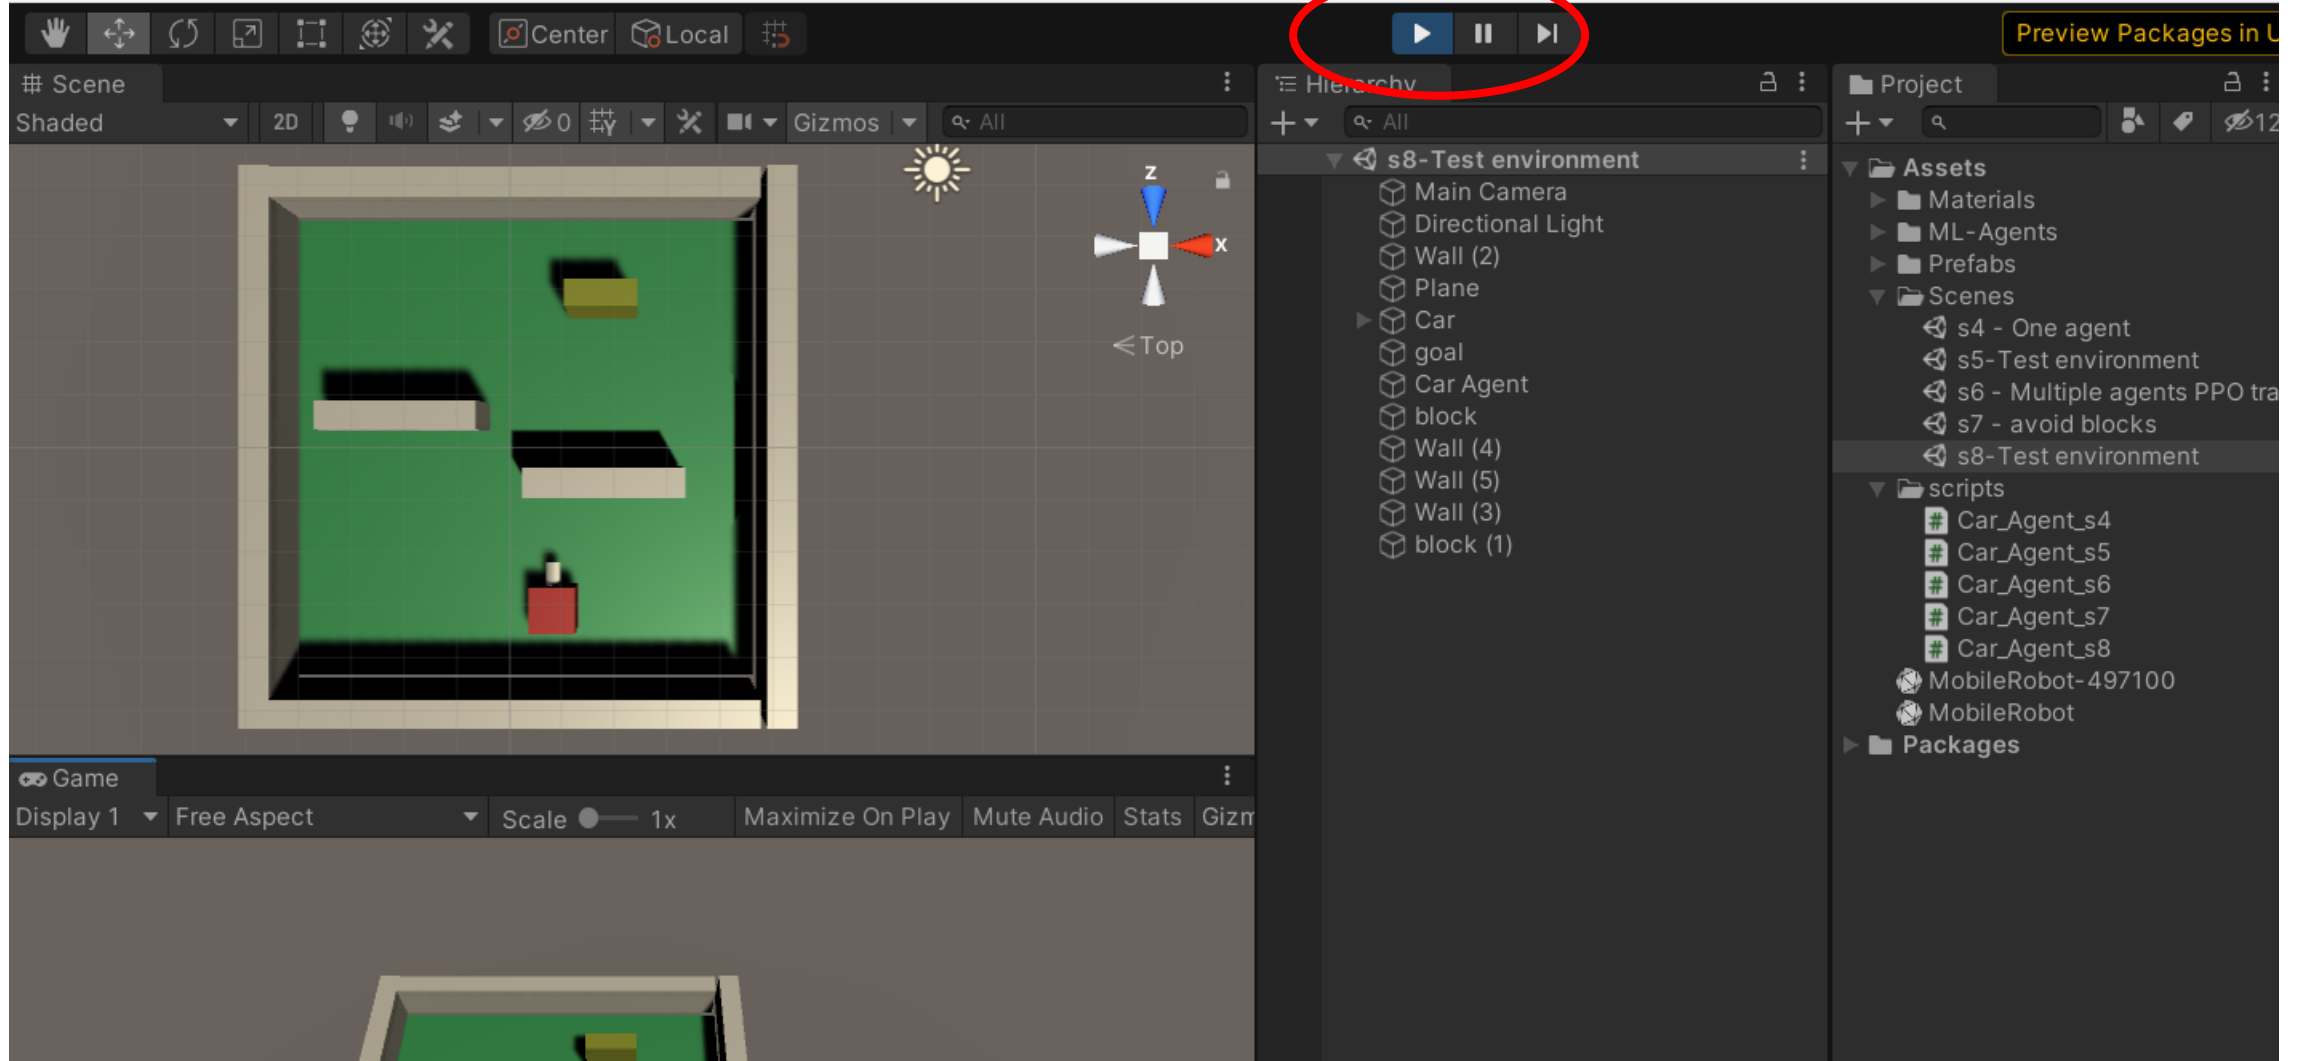 Center Local Preview Packages in U
Scene
Shaded 2D 0 Gizmos All
Z
X
Top
Game
Display 1 Free Aspect Scale 1x Maximize On Play Mute Audio Stats Gizm
Hierarchy
All
s8-Test environment
Main Camera
Directional Light
Wall (2)
Plane
Car
goal
Car Agent
block
Wall (4)
Wall (5)
Wall (3)
block (1)
Project
12
Assets
Materials
ML-Agents
Prefabs
Scenes
s4 - One agent
s5-Test environment
s6 - Multiple agents PPO tra
s7 - avoid blocks
s8-Test environment
scripts
# Car_Agent_s4
# Car_Agent_s5
# Car_Agent_s6
# Car_Agent_s7
# Car_Agent_s8
MobileRobot-497100
MobileRobot
Packages